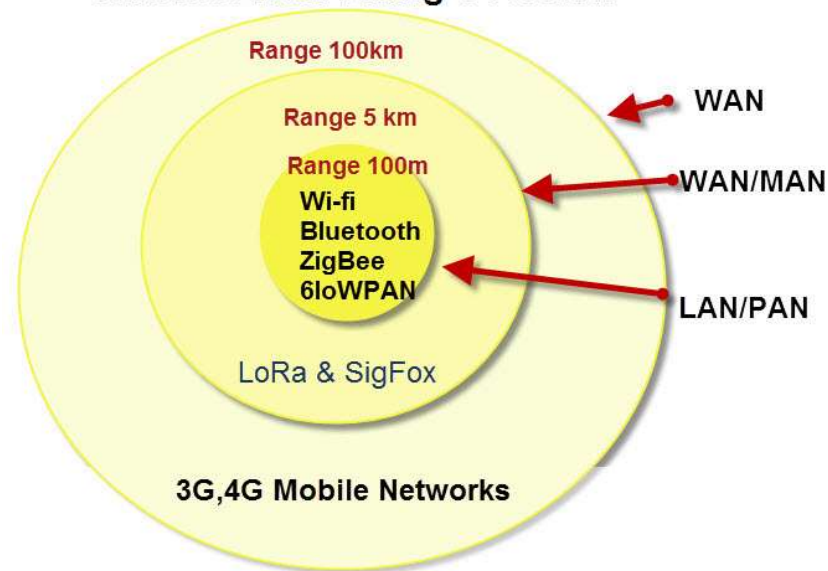 Range 100km
WAN
Range 5 km
Range 100m
WAN/MAN
Wi-fi
Bluetooth
ZigBee
6loWPAN
LAN/PAN
LoRa & SigFox
3G,4G Mobile Networks